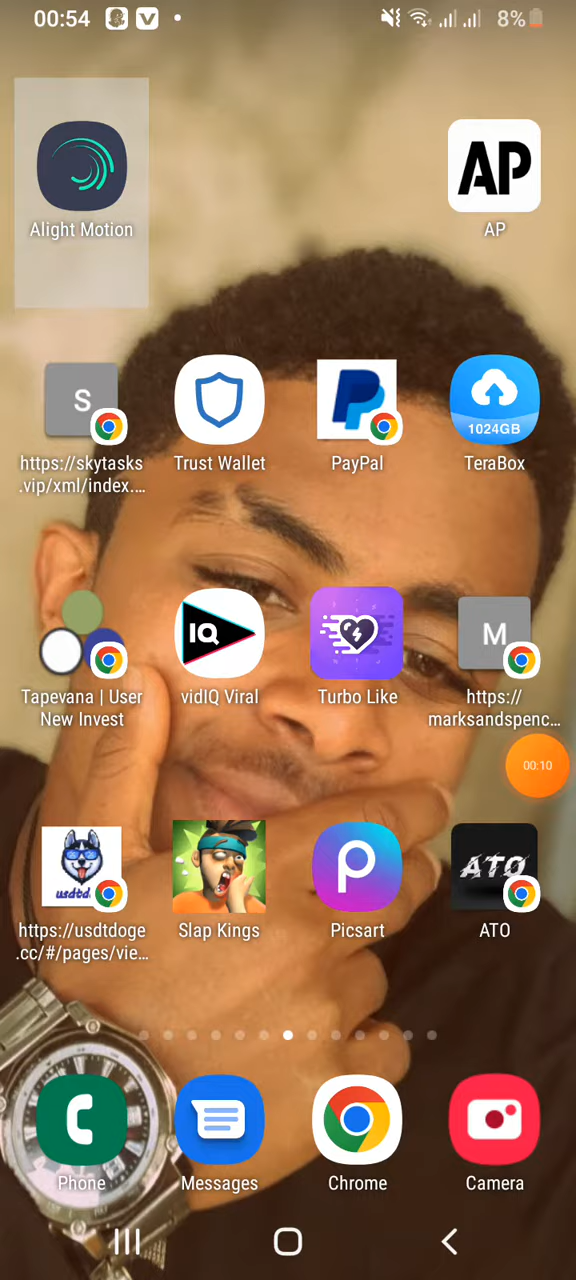 00:54
8%
Alight Motion
AP
AP
S
1024GB
https://skytasks
.vip/xml/index....
Trust Wallet
PayPal
TeraBox
IQ
M
Tapevana | User
New Invest
vidIQ Viral
Turbo Like
https://
marksandspenc...
00:10
usdtd
ATO
https://usdtdoge
.cc/#/pages/vie...
Slap Kings
Picsart
ATO
Phone
Messages
Chrome
Camera